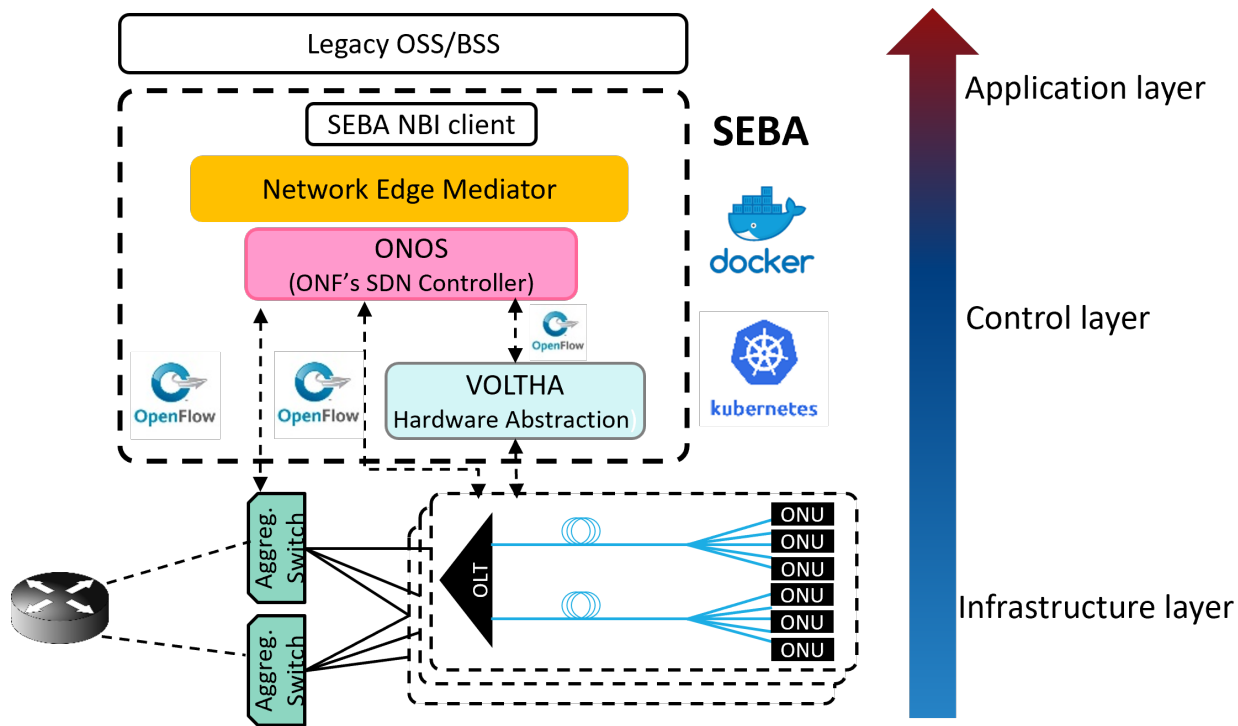 Legacy OSS/BSS
Application layer
SEBA NBI client
SEBA
Network Edge Mediator
docker
ONOS
(ONF's SDN Controller)
Control layer
OpenFlow
OpenFlow
OpenFlow
VOLTHA
Hardware Abstraction)
kubernetes
Aggreg.
Switch
OLT
ONU
ONU
ONU
ONU
ONU
ONU
Infrastructure layer
Aggreg.
Switch